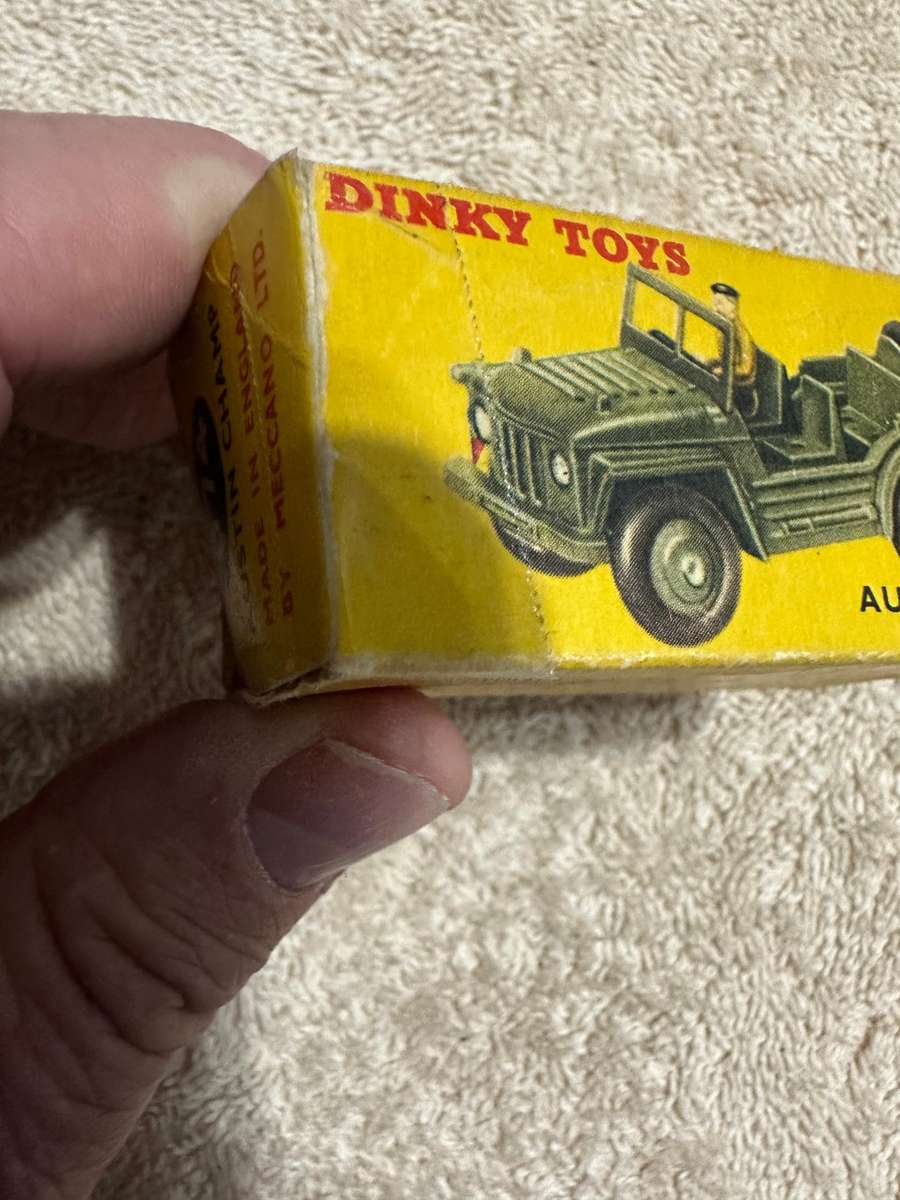 DINKY TOYS
AU
AUSTIN CHAMP
MADE IN ENGLAND
BY MECCANO LTD.